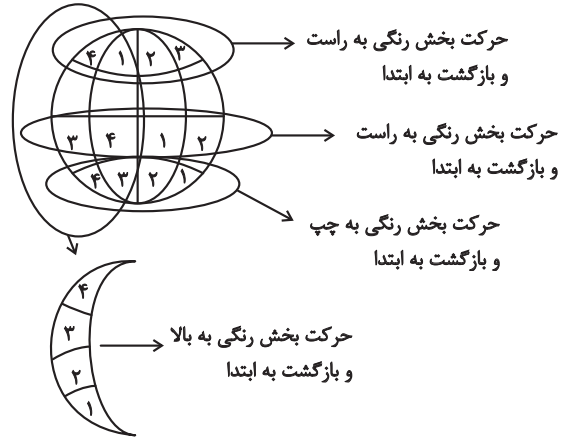 ۴ ۱ ۲ ۳
حرکت بخش رنگی به راست
و بازگشت به ابتدا
۳ ۴ ۱ ۲
حرکت بخش رنگی به راست
و بازگشت به ابتدا
۴ ۳ ۲ ۱
حرکت بخش رنگی به چپ
و بازگشت به ابتدا
۴
۳
حرکت بخش رنگی به بالا
و بازگشت به ابتدا
۲
۱